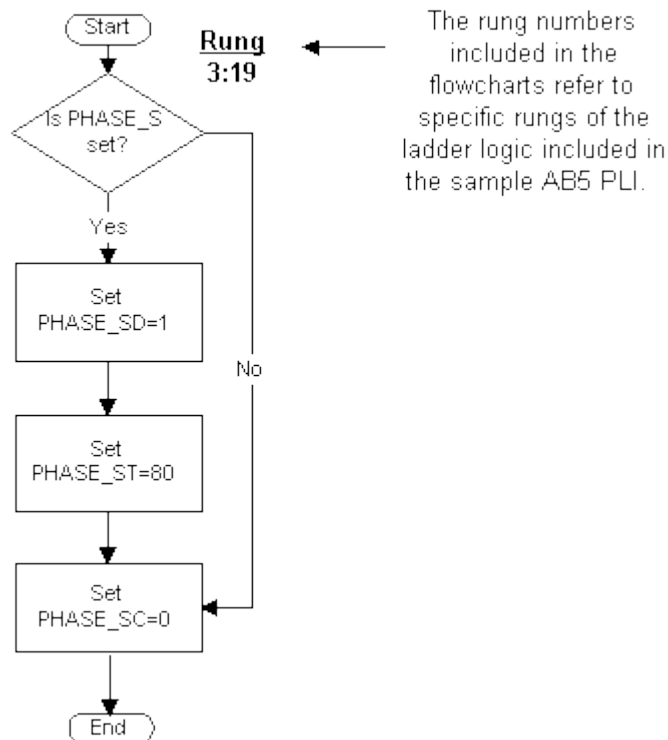 Start
Rung
3:19
The rung numbers
included in the
flowcharts refer to
specific rungs of the
ladder logic included in
the sample AB5 PLI.
Is PHASE_S
set?
Yes
Set
PHASE_SD=1
No
Set
PHASE_ST=80
Set
PHASE_SC=0
End